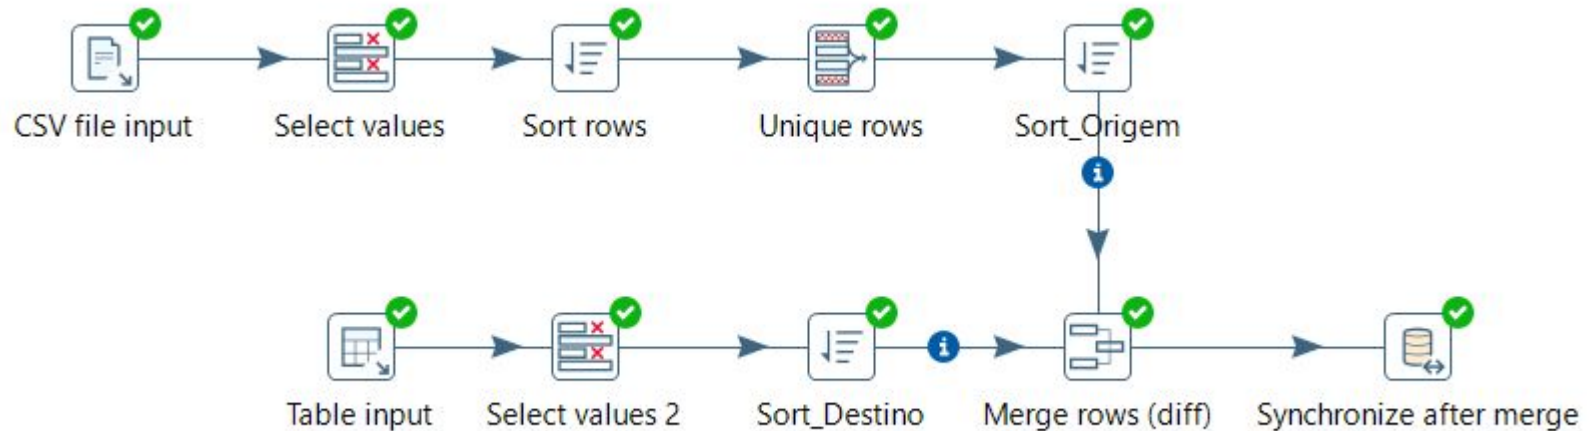 CSV file input
Select values
Sort rows
Unique rows
Sort_Origem
Table input
Select values 2
Sort_Destino
Merge rows (diff)
Synchronize after merge